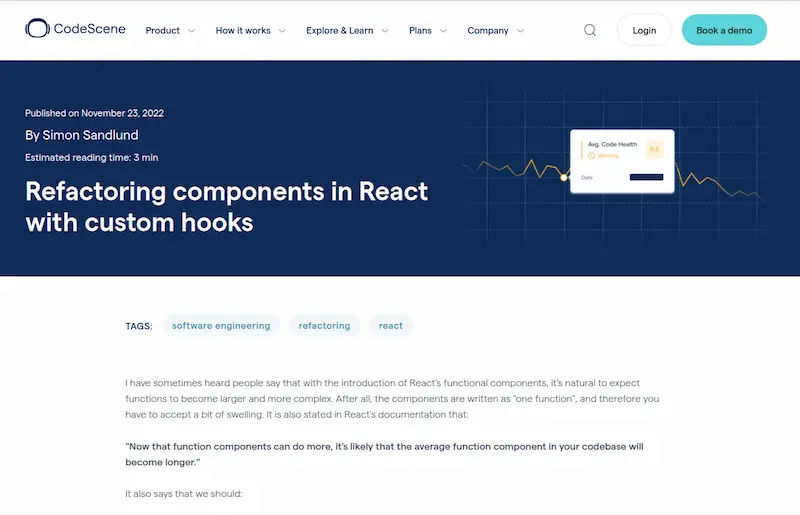 CodeScene
Product
How it works
Explore & Learn
Plans
Company
Login
Book a demo
Published on November 23, 2022
By Simon Sandlund
Estimated reading time: 3 min
Refactoring components in React
with custom hooks
Avg. Code Health
Warning
Date
TAGS:
software engineering
refactoring
react
I have sometimes heard people say that with the introduction of React's functional components, it's natural to expect
functions to become larger and more complex. After all, the components are written as "one function", and therefore you
have to accept a bit of swelling. It is also stated in React's documentation that:
"Now that function components can do more, it's likely that the average function component in your codebase will
become longer."
It also says that we should: